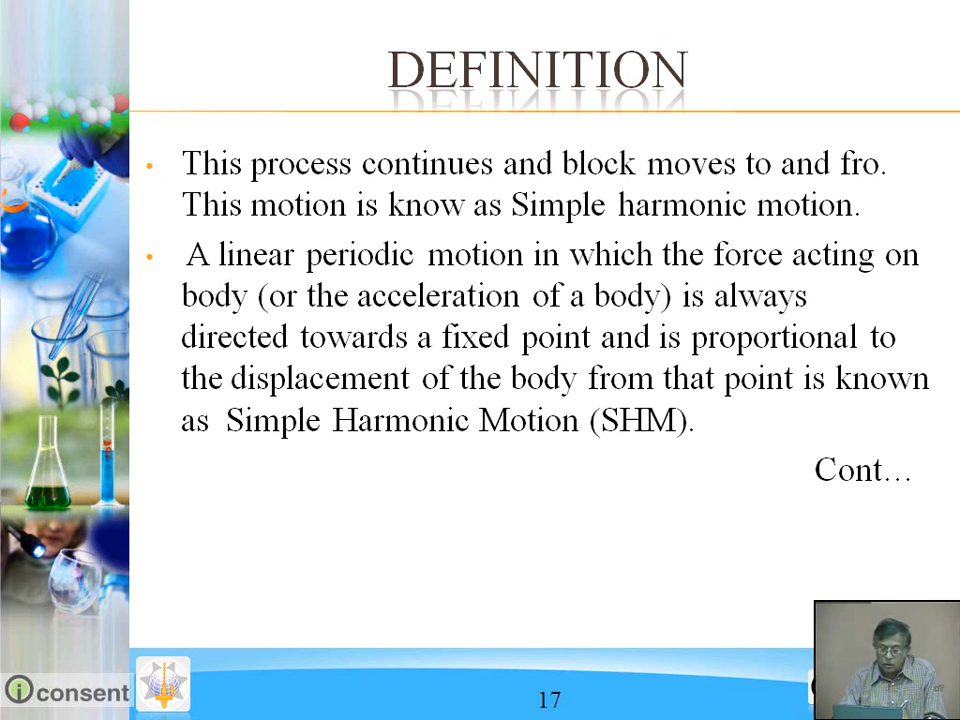 DEFINITION
• This process continues and block moves to and fro.
This motion is know as Simple harmonic motion.
• A linear periodic motion in which the force acting on
body (or the acceleration of a body) is always
directed towards a fixed point and is proportional to
the displacement of the body from that point is known
as Simple Harmonic Motion (SHM).
Cont…
i consent
17